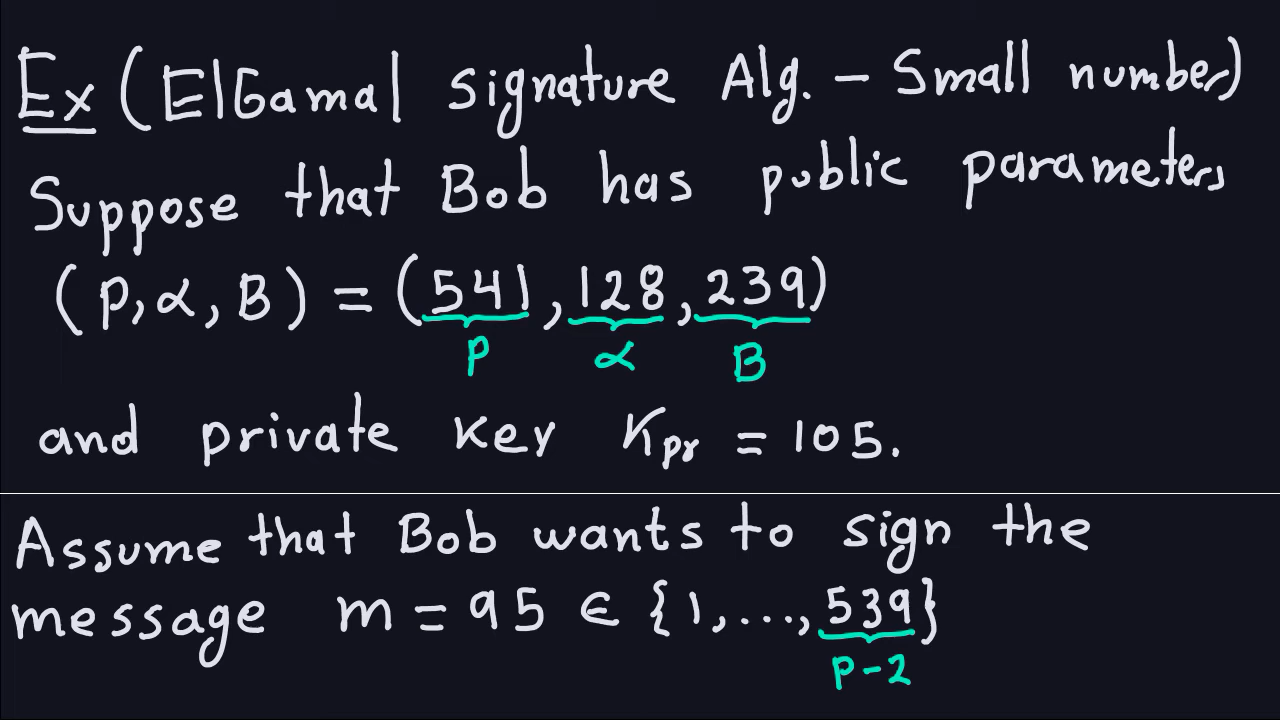 Ex (ElGamal signature Alg. - Small number)
Suppose that Bob has public parameters
(p, α, B) = (541, 128, 239)
p α B
and private key Kpr = 105.
Assume that Bob wants to sign the
message m = 95 ∈ {1, ..., 539}
p-2